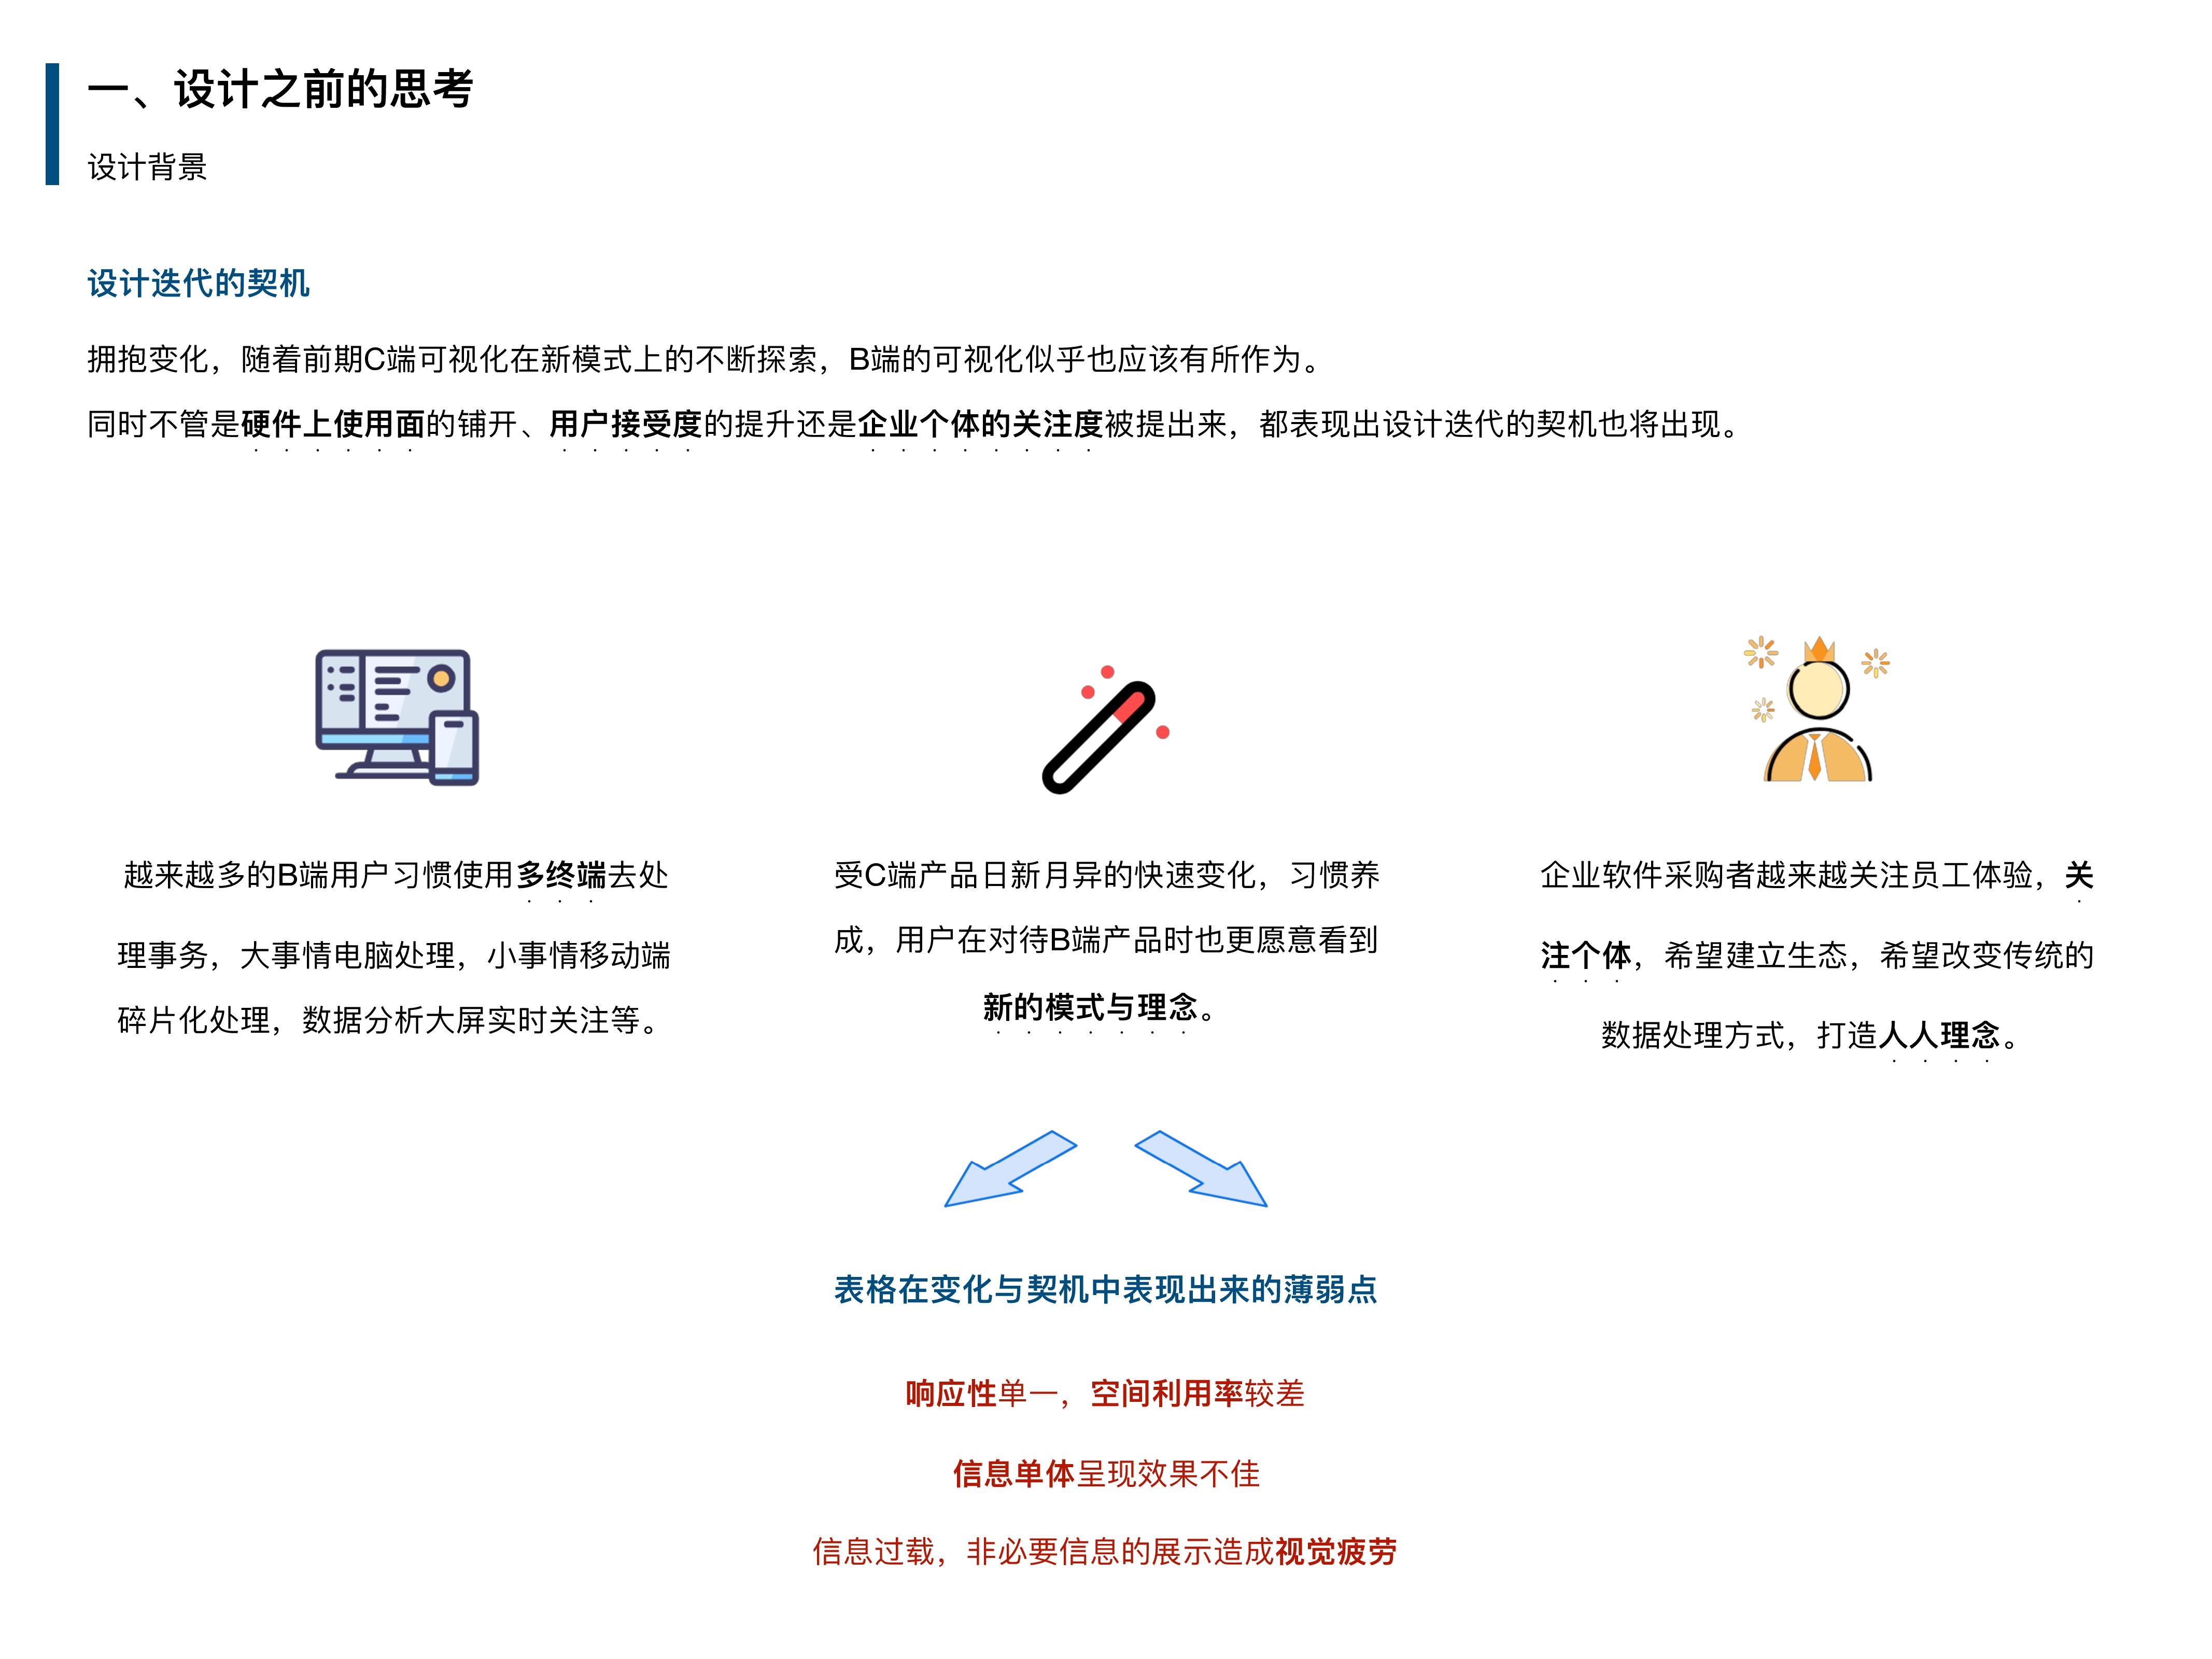 一、设计之前的思考
设计背景
设计迭代的契机
拥抱变化，随着前期C端可视化在新模式上的不断探索，B端的可视化似乎也应该有所作为。
同时不管是硬件上使用面的铺开、用户接受度的提升还是企业个体的关注度被提出来，都表现出设计迭代的契机也将出现。
越来越多的B端用户习惯使用多终端去处
理事务，大事情电脑处理，小事情移动端
碎片化处理，数据分析大屏实时关注等。
受C端产品日新月异的快速变化，习惯养
成，用户在对待B端产品时也更愿意看到
新的模式与理念。
企业软件采购者越来越关注员工体验，关
注个体，希望建立生态，希望改变传统的
数据处理方式，打造人人理念。
表格在变化与契机中表现出来的薄弱点
响应性单一，空间利用率较差
信息单体呈现效果不佳
信息过载，非必要信息的展示造成视觉疲劳